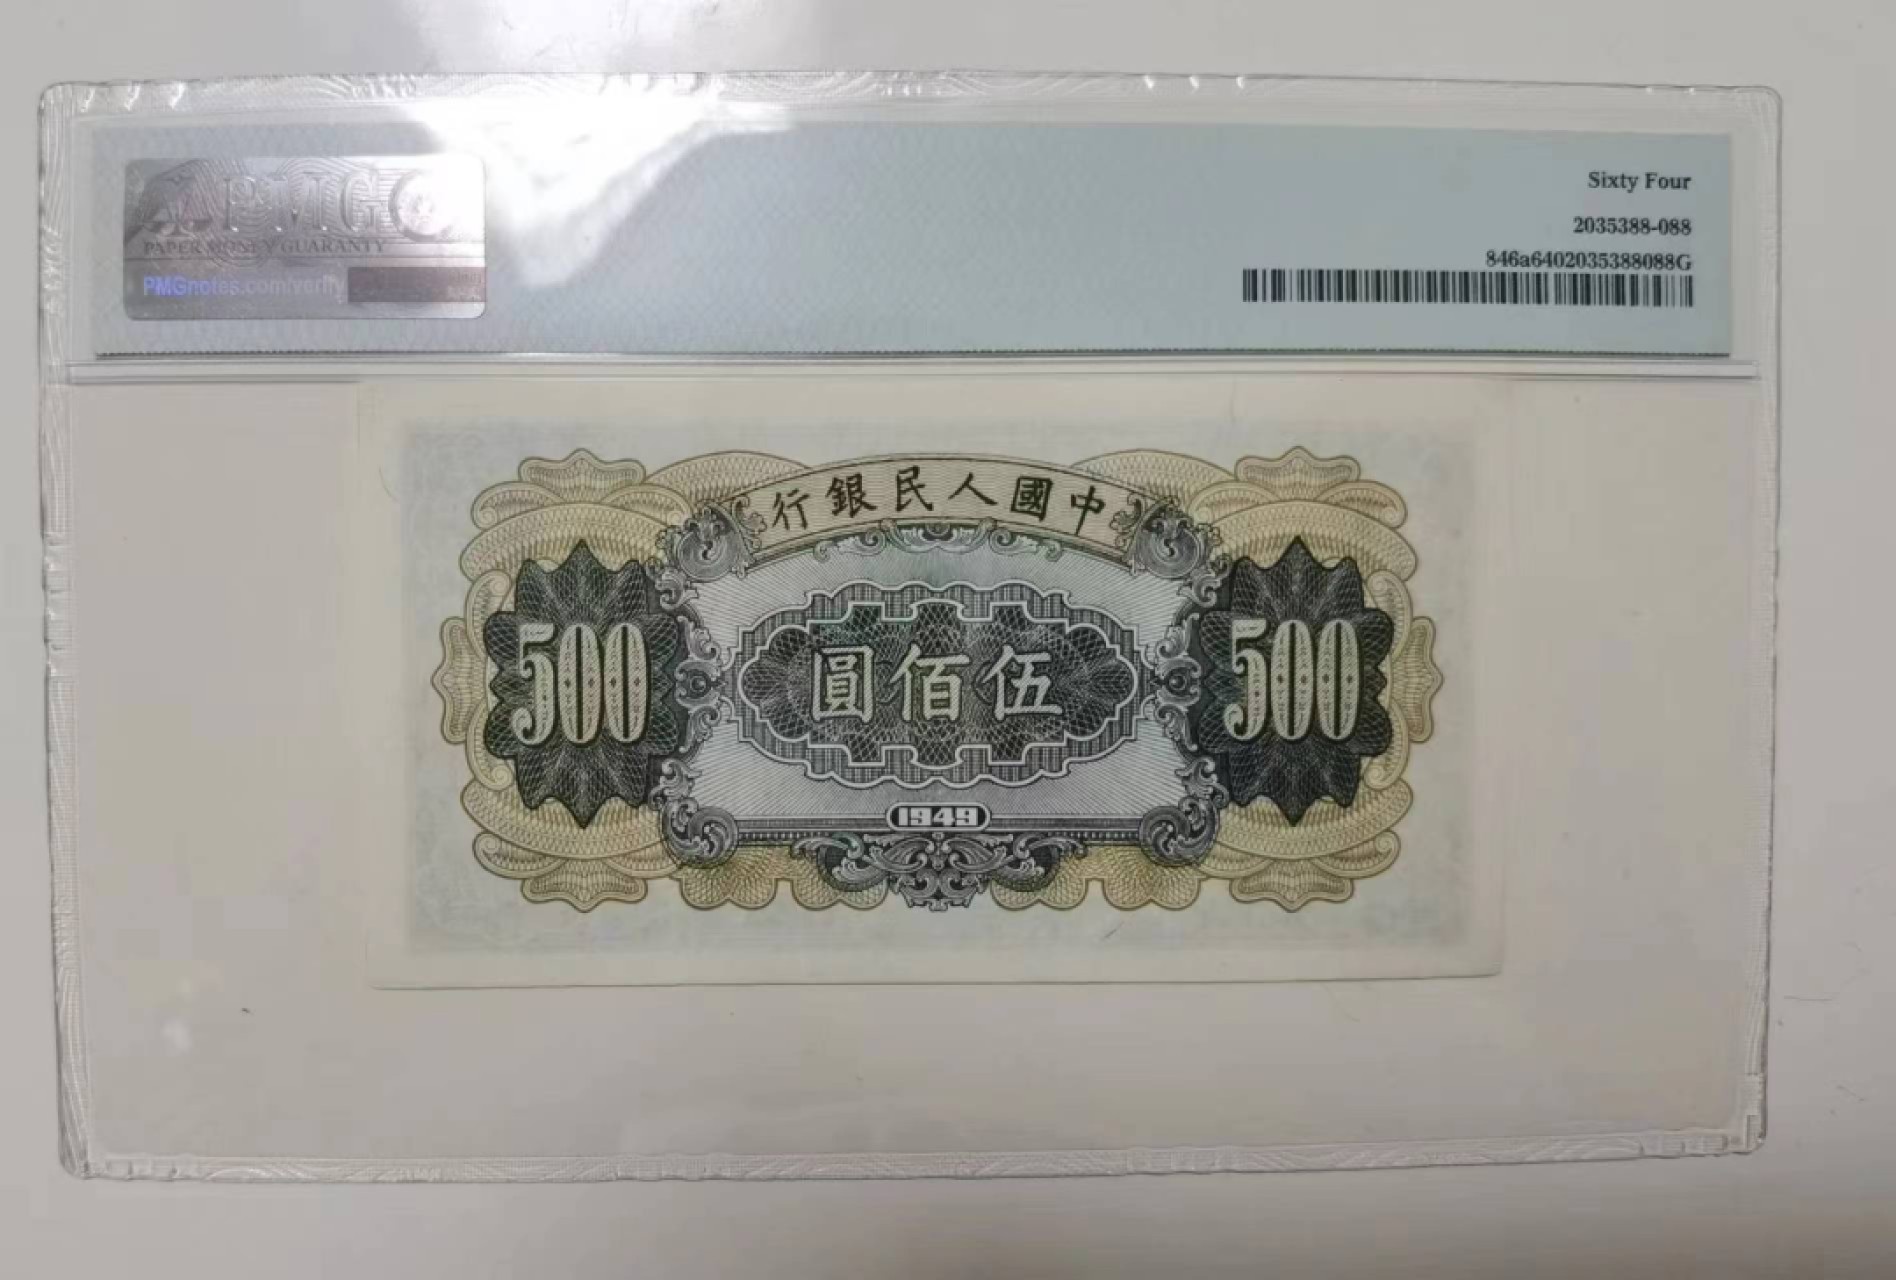 Sixty Four
2035388-088
846a6402035388088G
PMG
PAPER MONEY GUARANTY
PMGnotes.com/verify
行銀民人國中
500
圓佰伍
500
1949